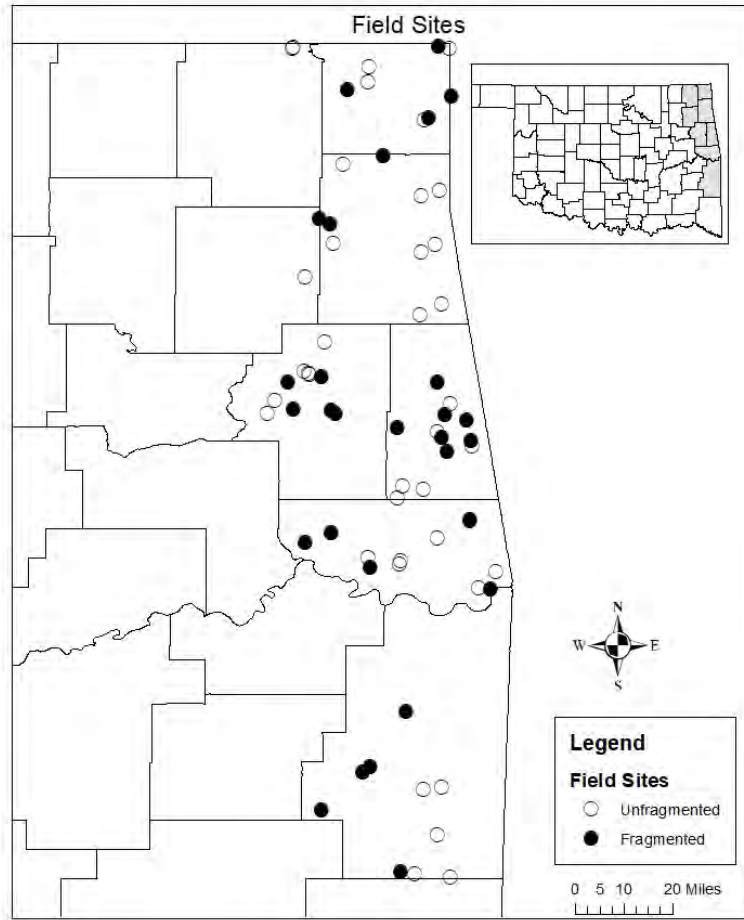 Field Sites
N
W E
S
Legend
Field Sites
Unfragmented
Fragmented
0 5 10 20 Miles